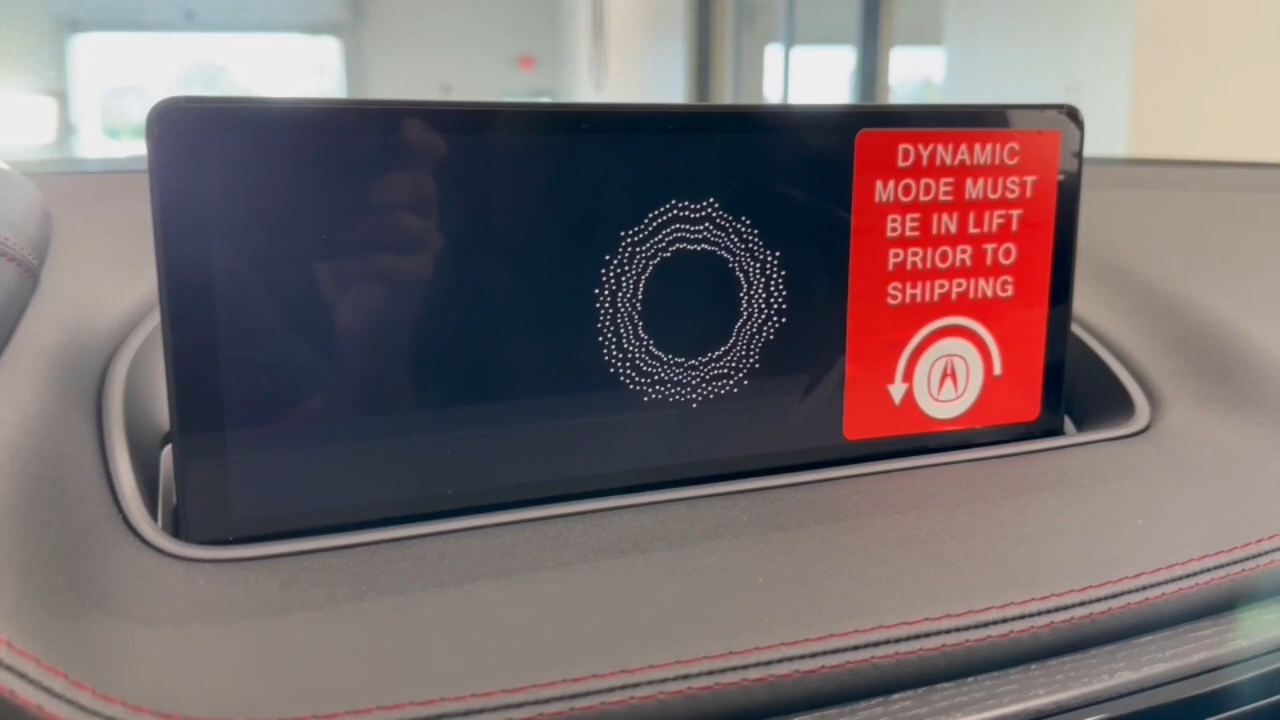 DYNAMIC
MODE MUST
BE IN LIFT
PRIOR TO
SHIPPING